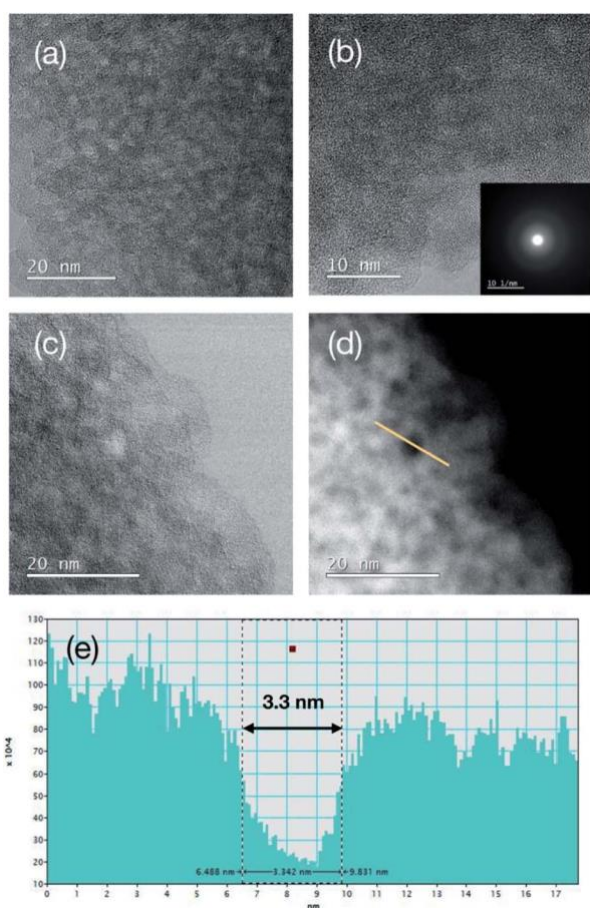 (a)
20 nm
(b)
10 nm
10 1/nm
(c)
20 nm
(d)
20 nm
(e)
130
120
110
100
90
80
70
60
50
40
30
20
10
x 10^4
3.3 nm
6.488 nm
3.342 nm
9.831 nm
0 1 2 3 4 5 6 7 8 9 10 11 12 13 14 15 16 17
nm